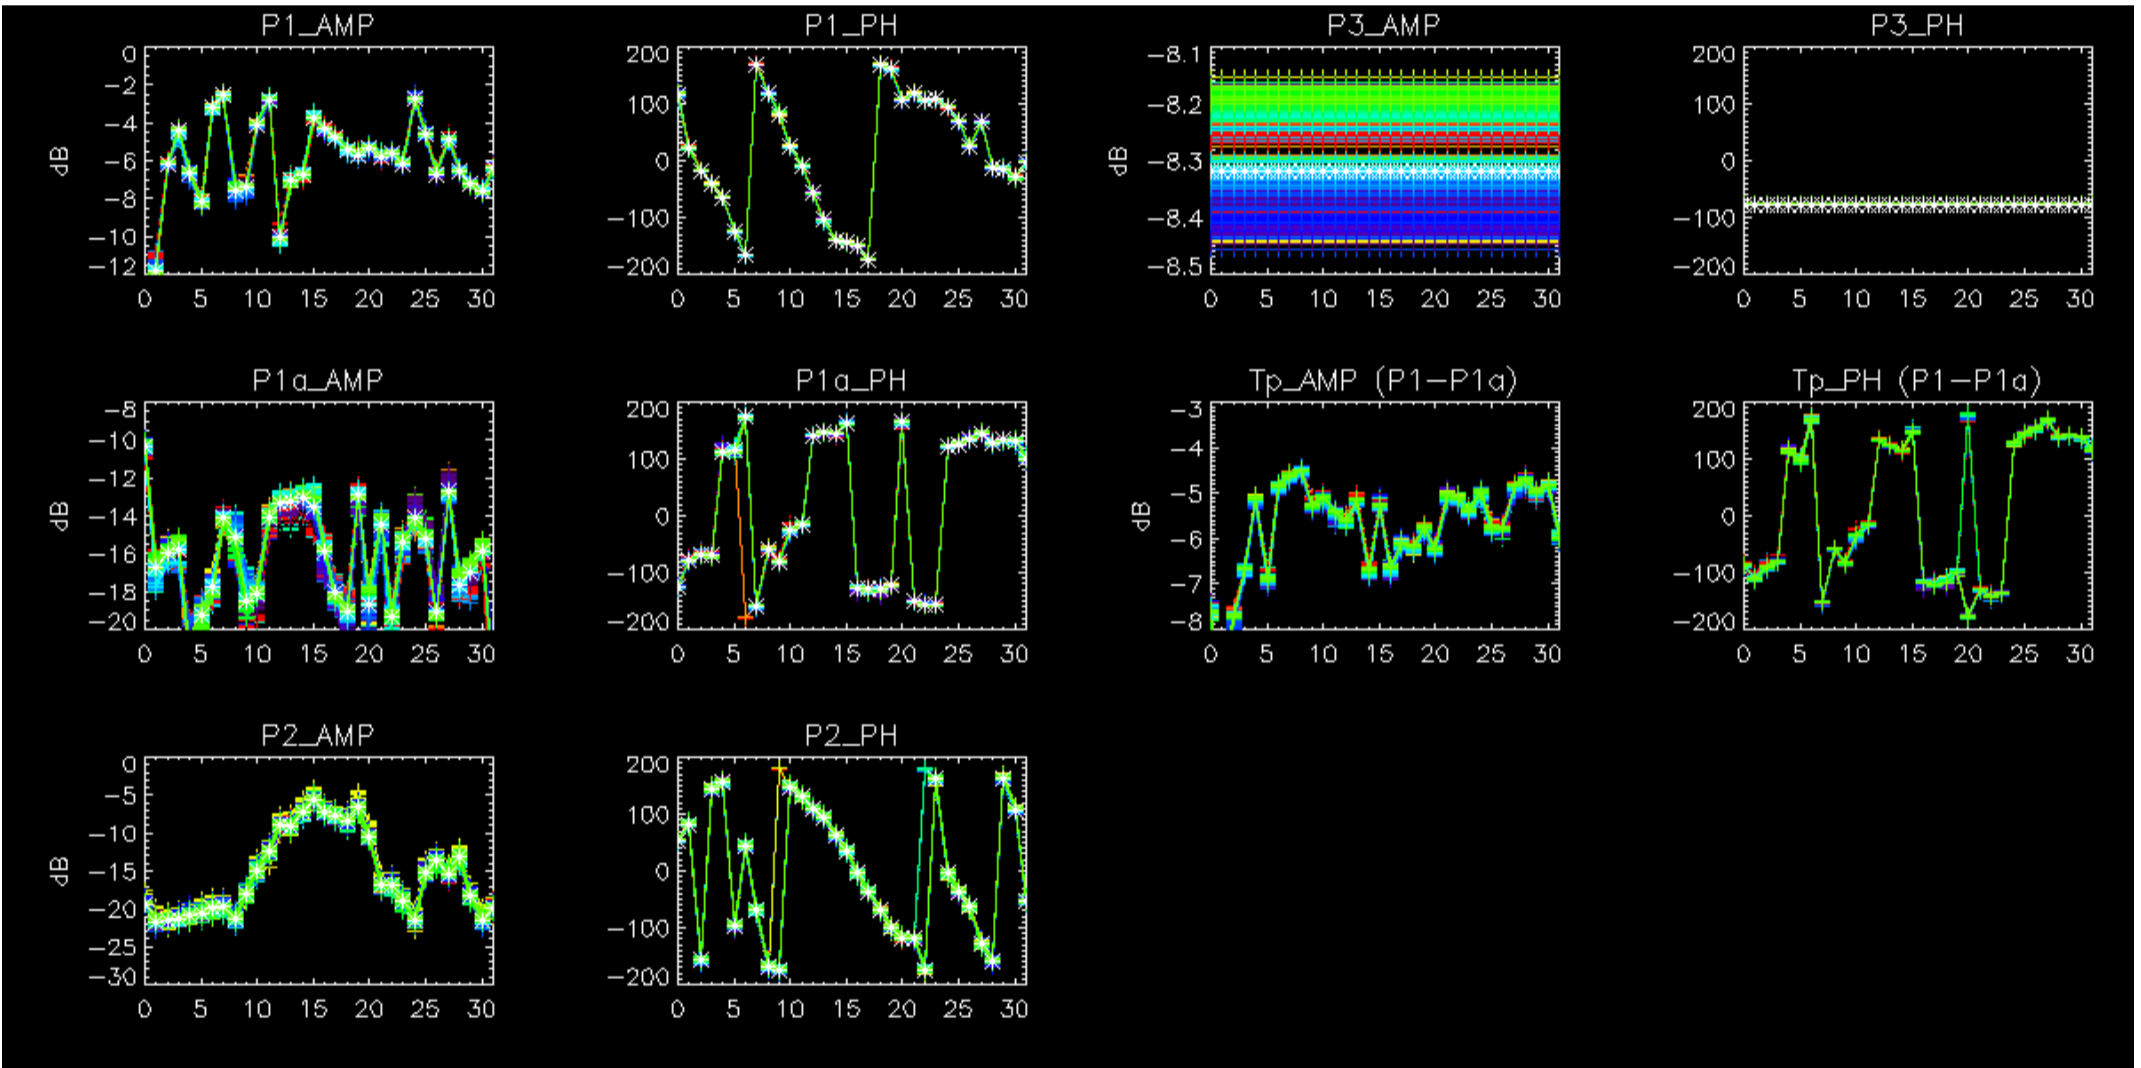 P1_AMP P1_PH P3_AMP P3_PH
0 200 -8.1 200
-2
-4 100 -8.2 100
dB -6 0 dB -8.3 0
-8
-10 -100 -8.4 -100
-12 -200 -8.5 -200
0 5 10 15 20 25 30 0 5 10 15 20 25 30 0 5 10 15 20 25 30 0 5 10 15 20 25 30
P1a_AMP P1a_PH Tp_AMP (P1-P1a) Tp_PH (P1-P1a)
-8 200 -3 200
-10 100 -4 100
-12
dB -14 0 dB -5 0
-16 -6
-18 -100 -7 -100
-20 -200 -8 -200
0 5 10 15 20 25 30 0 5 10 15 20 25 30 0 5 10 15 20 25 30 0 5 10 15 20 25 30
P2_AMP P2_PH
0 200
-5 100
-10
dB -15 0
-20 -100
-25
-30 -200
0 5 10 15 20 25 30 0 5 10 15 20 25 30